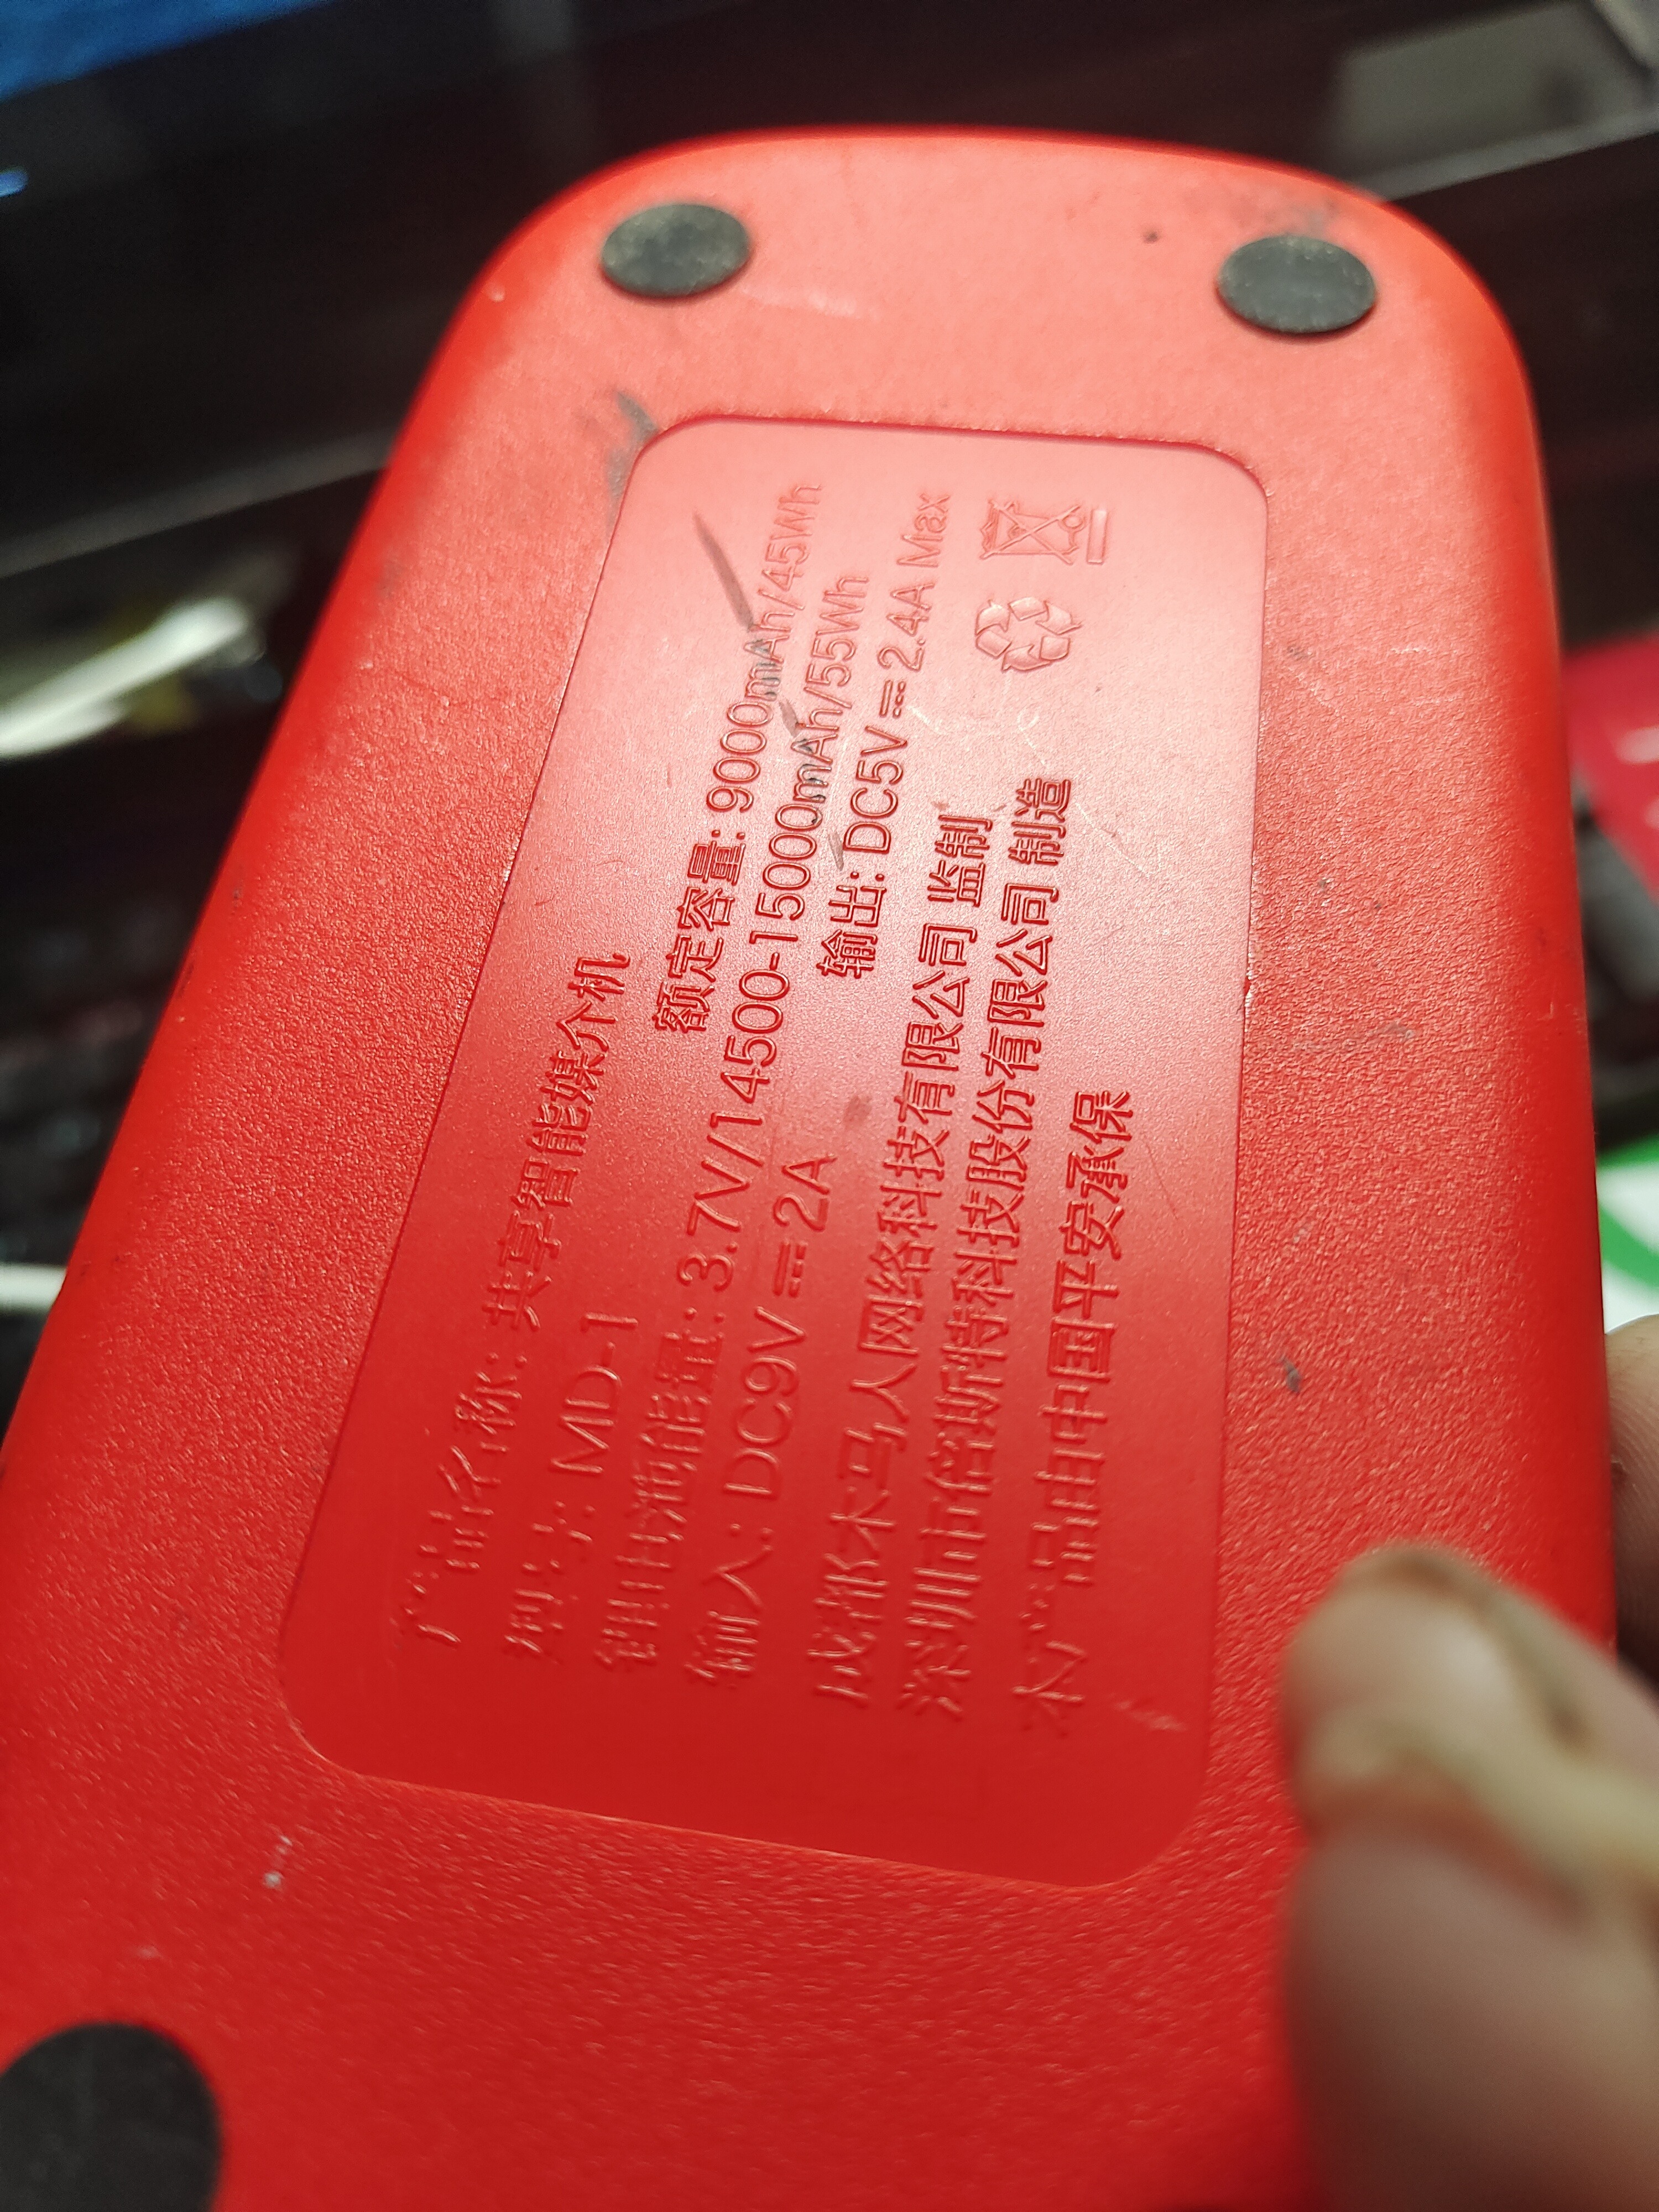 产品名称: 共享智能媒介机
型号: MD-1 额定容量: 9000mAh/45Wh
锂电池能量: 3.7V/14500-15000mAh/55Wh
输入: DC9V⎓2A 输出: DC5V⎓2.4A Max
成都木马人网络科技有限公司 监制
深圳市倍斯特科技股份有限公司 制造
本产品由中国平安承保